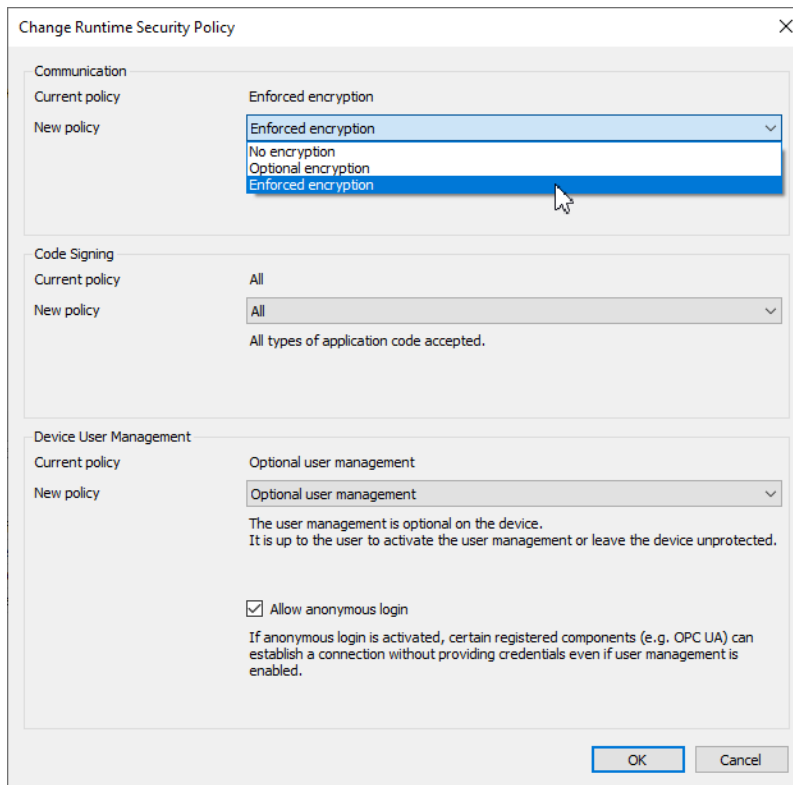 Change Runtime Security Policy
Communication
Current policy Enforced encryption
New policy Enforced encryption
No encryption
Optional encryption
Enforced encryption
Code Signing
Current policy All
New policy All
All types of application code accepted.
Device User Management
Current policy Optional user management
New policy Optional user management
The user management is optional on the device.
It is up to the user to activate the user management or leave the device unprotected.
Allow anonymous login
If anonymous login is activated, certain registered components (e.g. OPC UA) can
establish a connection without providing credentials even if user management is
enabled.
OK Cancel